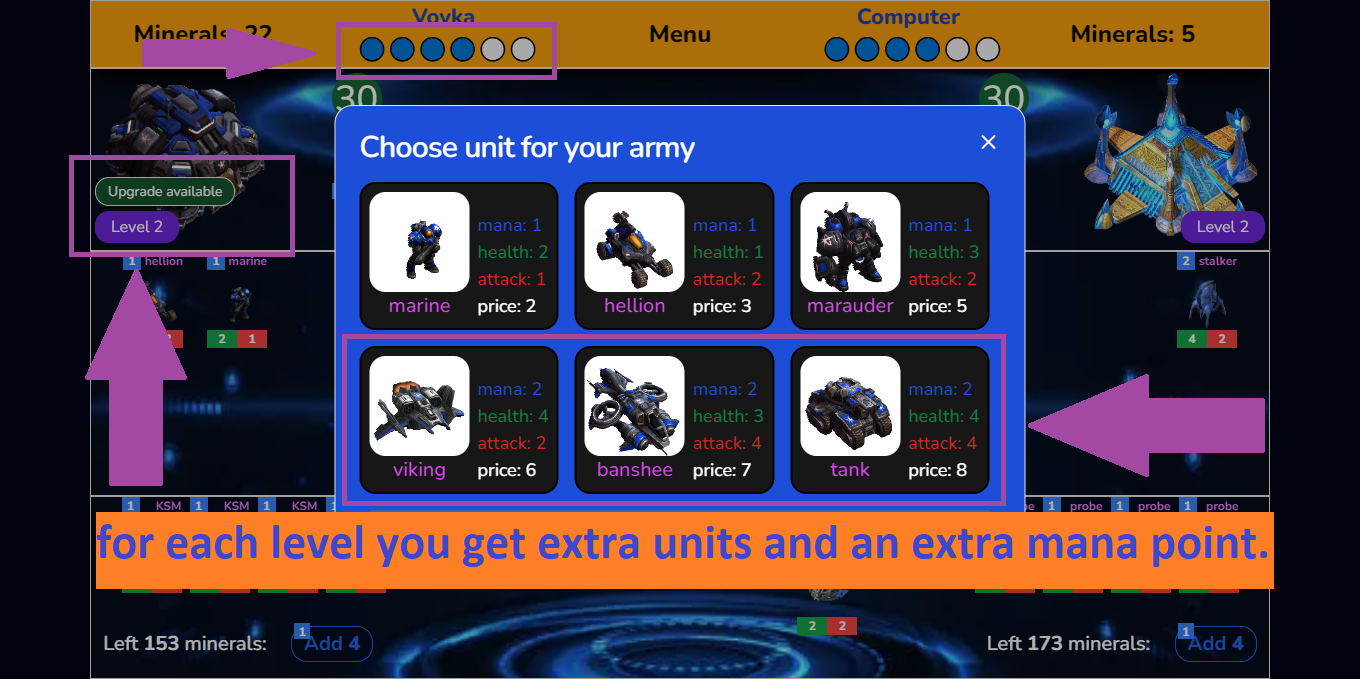 Minerals: 22
Vovka
Menu
Computer
Minerals: 5
30
30
Choose unit for your army
×
Upgrade available
Level 2
Level 2
mana: 1
health: 2
attack: 1
marine
price: 2
mana: 1
health: 1
attack: 2
hellion
price: 3
mana: 1
health: 3
attack: 2
marauder
price: 5
1 hellion
1 marine
2 stalker
2 1
4 2
mana: 2
health: 4
attack: 2
viking
price: 6
mana: 2
health: 3
attack: 4
banshee
price: 7
mana: 2
health: 4
attack: 4
tank
price: 8
1 KSM
1 KSM
1 KSM
1 probe
1 probe
1 probe
for each level you get extra units and an extra mana point.
2 2
Left 153 minerals:
1
Add 4
Left 173 minerals:
1
Add 4